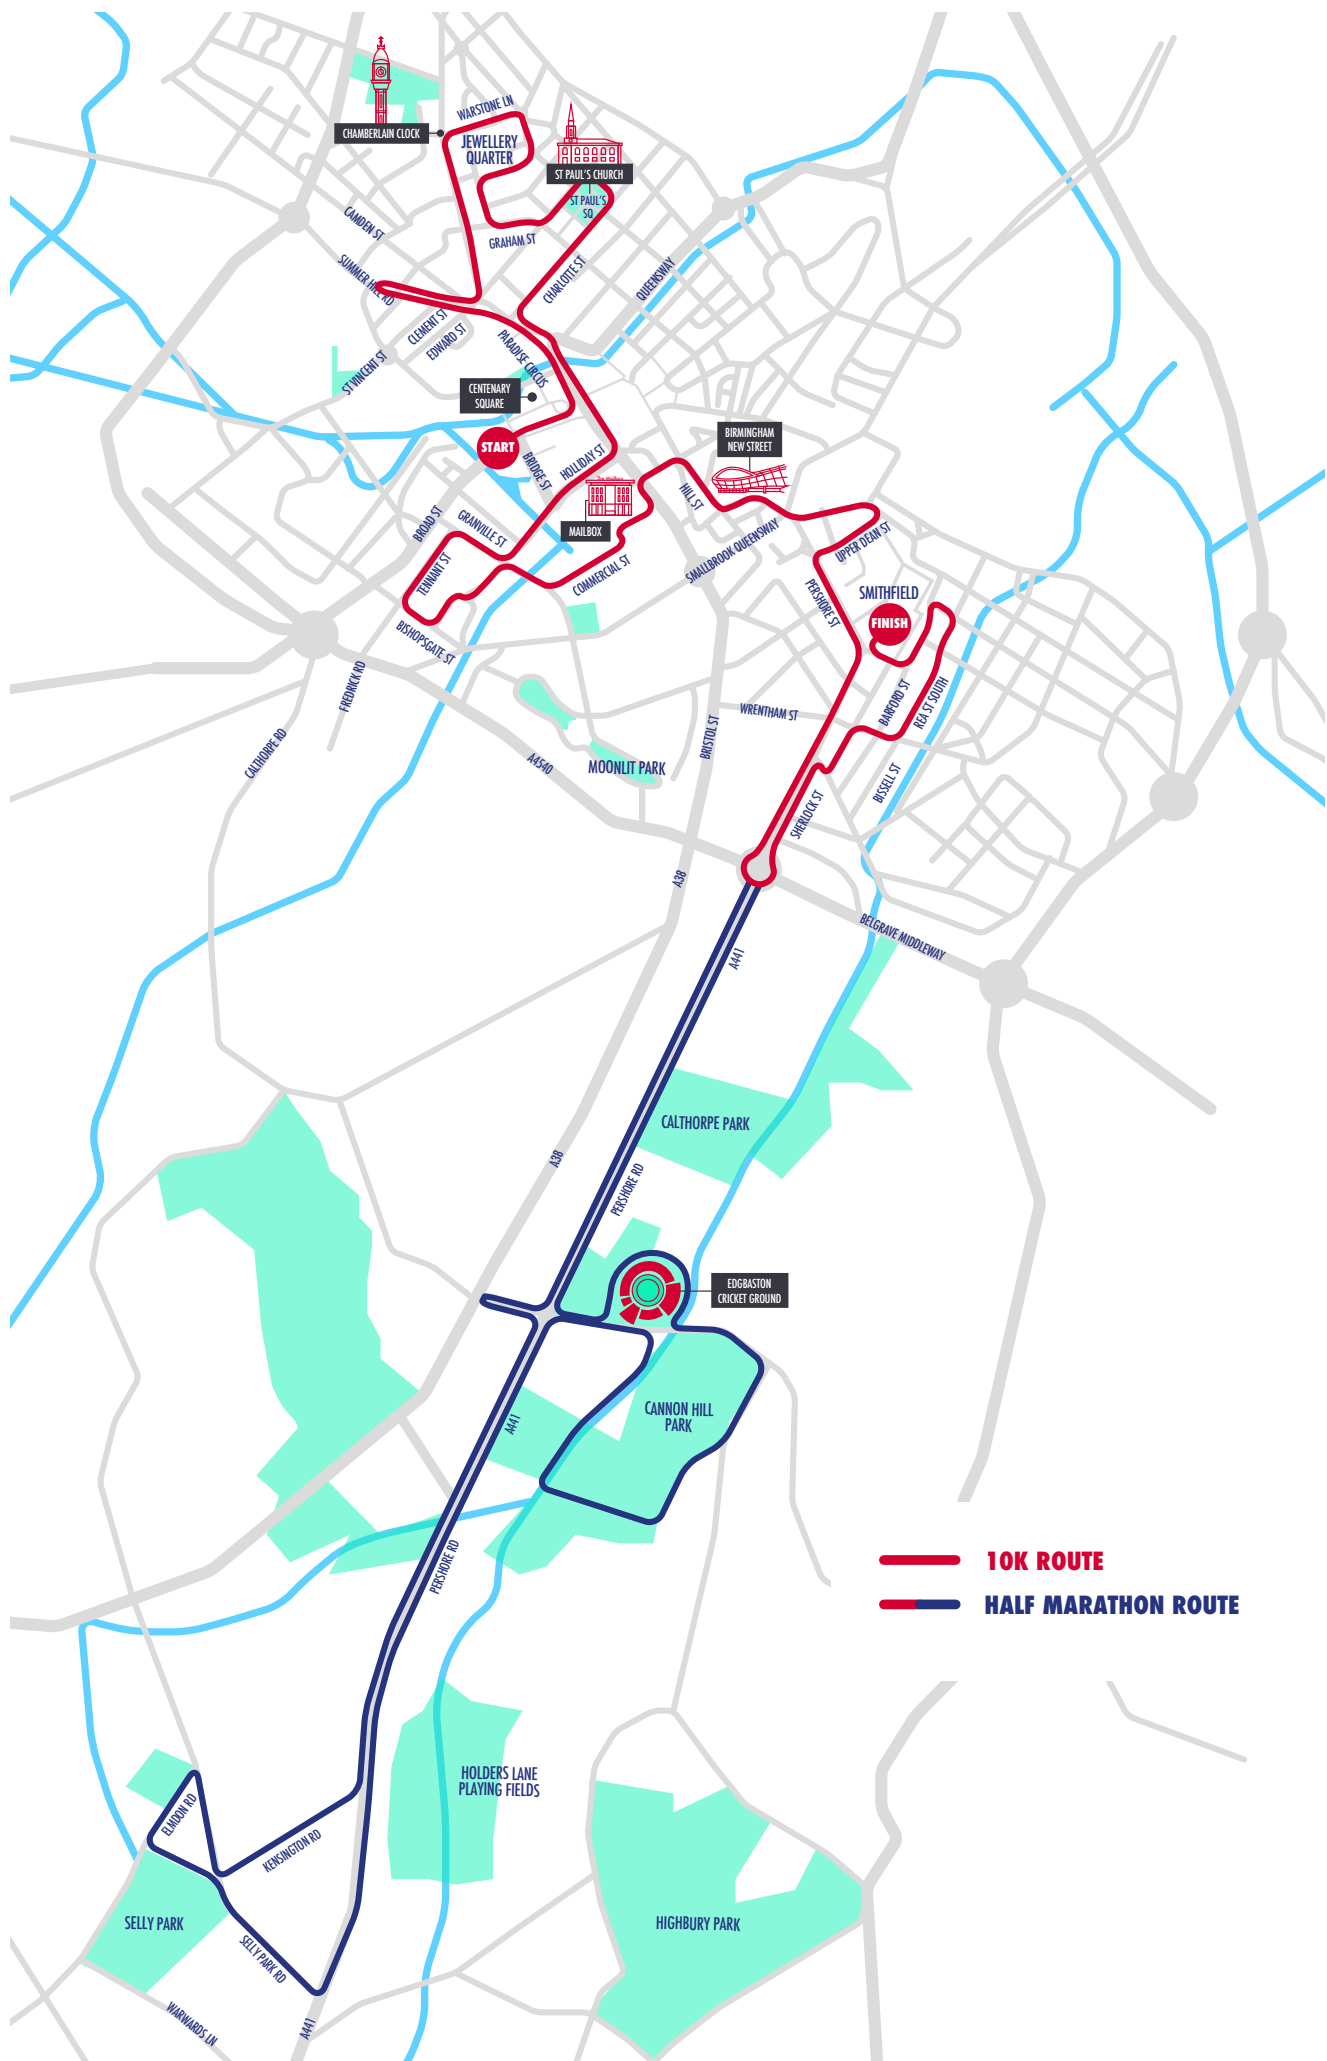 WARSTONE LN
CHAMBERLAIN CLOCK
JEWELLERY
QUARTER
ST PAUL'S CHURCH
ST PAUL'S
SQ
CAMDEN ST
GRAHAM ST
SUMMER HILL RD
CHARLOTTE ST
QUEENSWAY
CLEMENT ST
EDWARD ST
PARADISE CIRCUS
ST VINCENT ST
CENTENARY
SQUARE
START
BIRMINGHAM
NEW STREET
BRIDGE ST
HOLLIDAY ST
The Mailbox
MAILBOX
HILL ST
BROAD ST
GRANVILLE ST
SMALLBROOK QUEENSWAY
UPPER DEAN ST
TENNANT ST
COMMERCIAL ST
PERSHORE ST
SMITHFIELD
FINISH
BISHOPSGATE ST
FREDRICK RD
CALTHORPE RD
WRENTHAM ST
BARFORD ST
REA ST SOUTH
BRISTOL ST
A4540
MOONLIT PARK
BISSELL ST
SHERLOCK ST
A38
BELGRAVE MIDDLEWAY
A441
CALTHORPE PARK
A38
PERSHORE RD
EDGBASTON
CRICKET GROUND
CANNON HILL
PARK
A441
PERSHORE RD
10K ROUTE
HALF MARATHON ROUTE
HOLDERS LANE
PLAYING FIELDS
ELMDON RD
KENSINGTON RD
SELLY PARK
HIGHBURY PARK
SELLY PARK RD
WARWARDS LN
A441